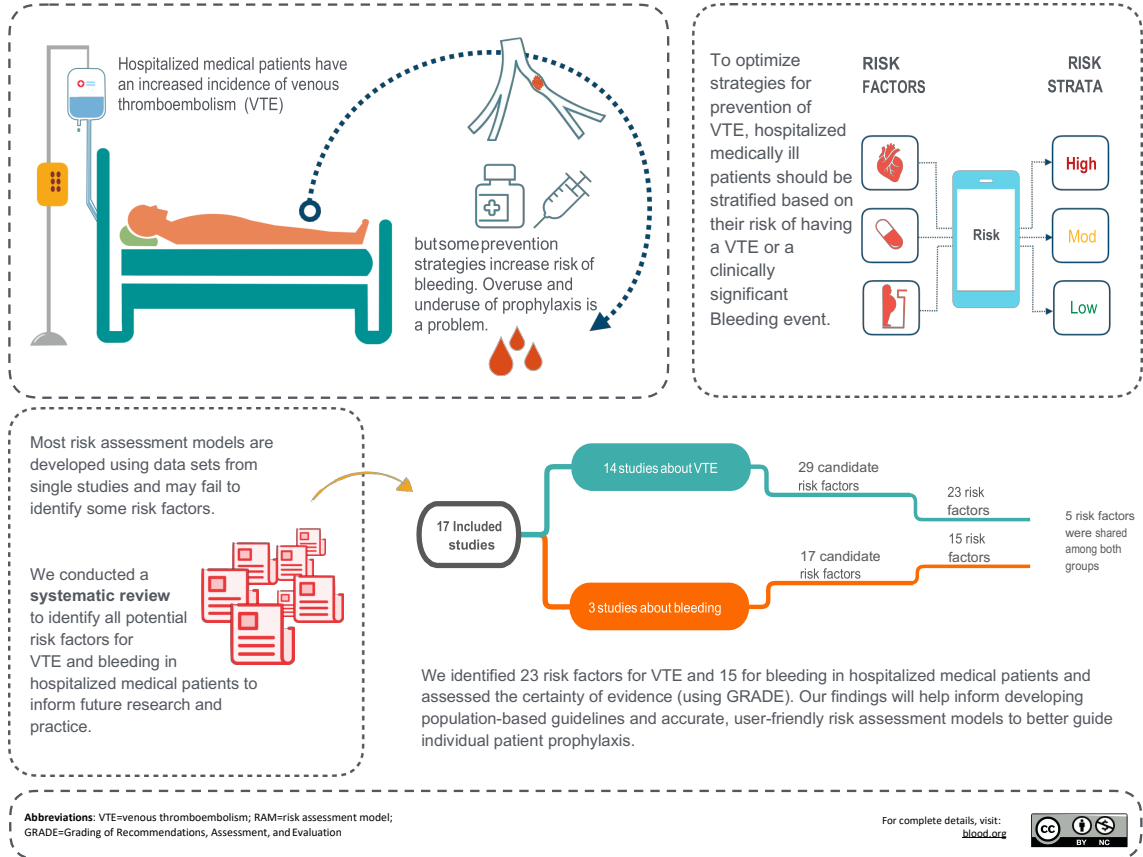 Hospitalized medical patients have
an increased incidence of venous
thromboembolism (VTE)
but some prevention
strategies increase risk of
bleeding. Overuse and
underuse of prophylaxis is
a problem.
To optimize
strategies for
prevention of
VTE, hospitalized
medically ill
patients should be
stratified based on
their risk of having
a VTE or a
clinically
significant
Bleeding event.
RISK
FACTORS
RISK
STRATA
Risk
High
Mod
Low
Most risk assessment models are
developed using data sets from
single studies and may fail to
identify some risk factors.
We conducted a
systematic review
to identify all potential
risk factors for
VTE and bleeding in
hospitalized medical patients to
inform future research and
practice.
17 Included
studies
14 studies about VTE
29 candidate
risk factors
23 risk
factors
3 studies about bleeding
17 candidate
risk factors
15 risk
factors
5 risk factors
were shared
among both
groups
We identified 23 risk factors for VTE and 15 for bleeding in hospitalized medical patients and
assessed the certainty of evidence (using GRADE). Our findings will help inform developing
population-based guidelines and accurate, user-friendly risk assessment models to better guide
individual patient prophylaxis.
Abbreviations: VTE=venous thromboembolism; RAM=risk assessment model;
GRADE=Grading of Recommendations, Assessment, and Evaluation
For complete details, visit:
blood.org
cc
BY NC